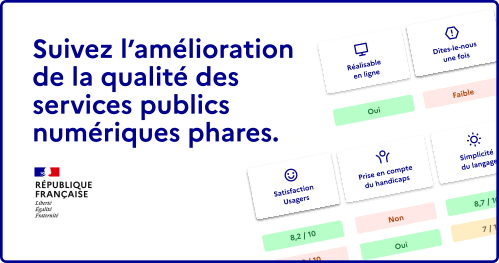 Suivez l'amélioration
de la qualité des
services publics
numériques phares.
RÉPUBLIQUE
FRANÇAISE
Liberté
Égalité
Fraternité
Réalisable
en ligne
Oui
Dites-le-nous
une fois
Faible
Satisfaction
Usagers
8,2 / 10
Prise en compte
du handicaps
Non
Oui
Simplicité
du langage
8,7 / 10
7 / 1